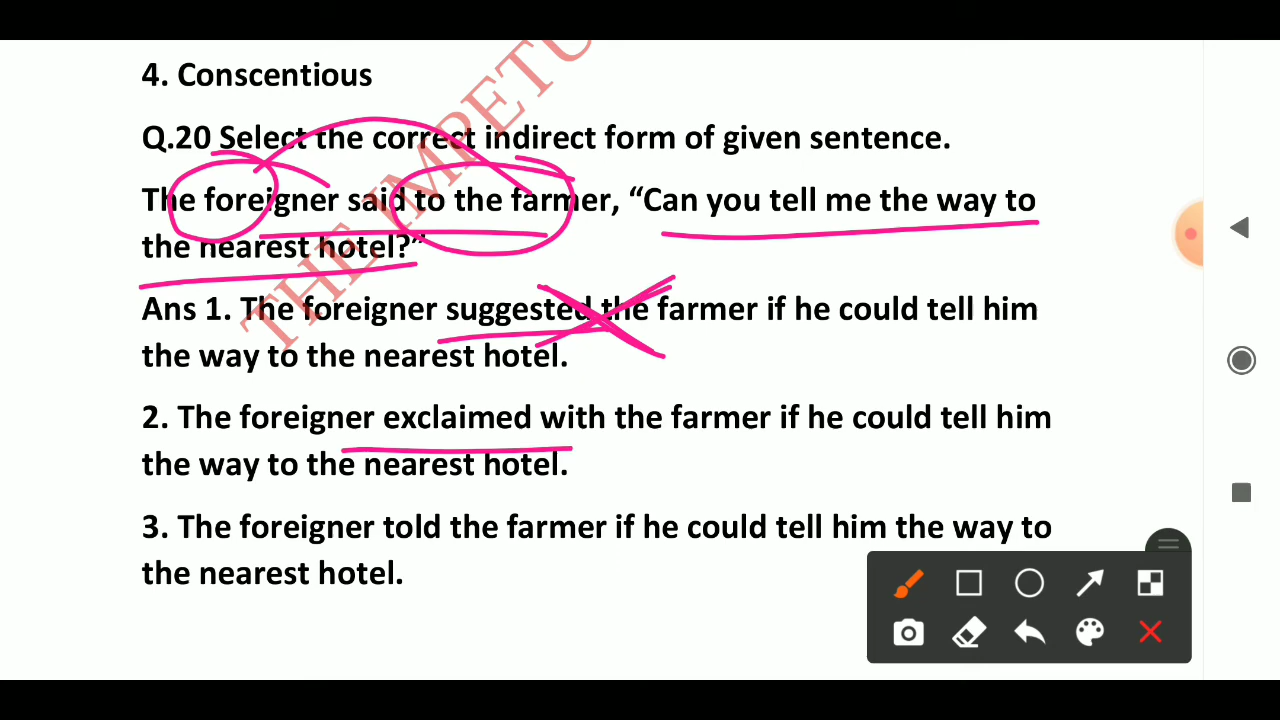 4. Conscentious
Q.20 Select the correct indirect form of given sentence.
The foreigner said to the farmer, “Can you tell me the way to
the nearest hotel?”
Ans 1. The foreigner suggested the farmer if he could tell him
the way to the nearest hotel.
2. The foreigner exclaimed with the farmer if he could tell him
the way to the nearest hotel.
3. The foreigner told the farmer if he could tell him the way to
the nearest hotel.
THE IMPETU